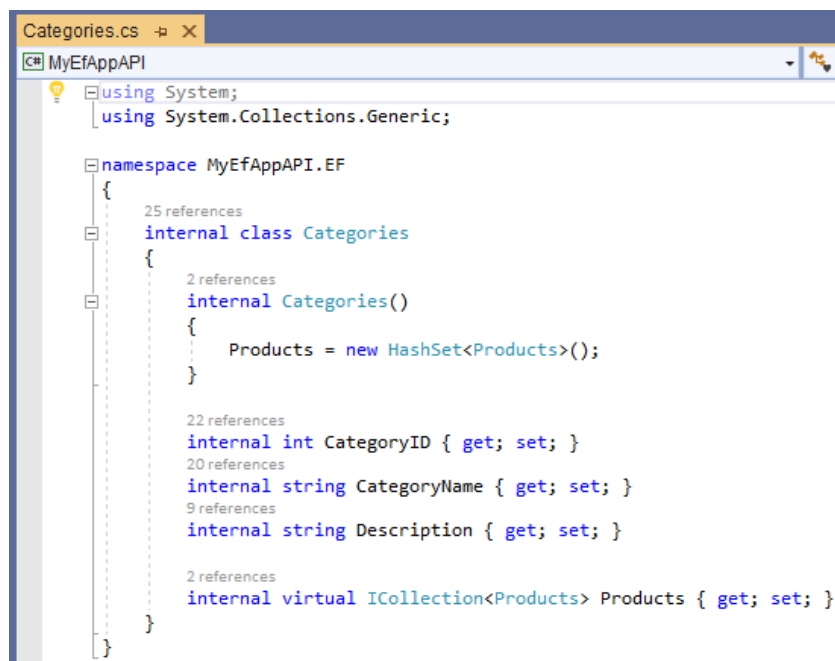 Categories.cs
C# MyEfAppAPI
using System;
using System.Collections.Generic;
namespace MyEfAppAPI.EF
{
25 references
internal class Categories
{
2 references
internal Categories()
{
Products = new HashSet<Products>();
}
22 references
internal int CategoryID { get; set; }
20 references
internal string CategoryName { get; set; }
9 references
internal string Description { get; set; }
2 references
internal virtual ICollection<Products> Products { get; set; }
}
}